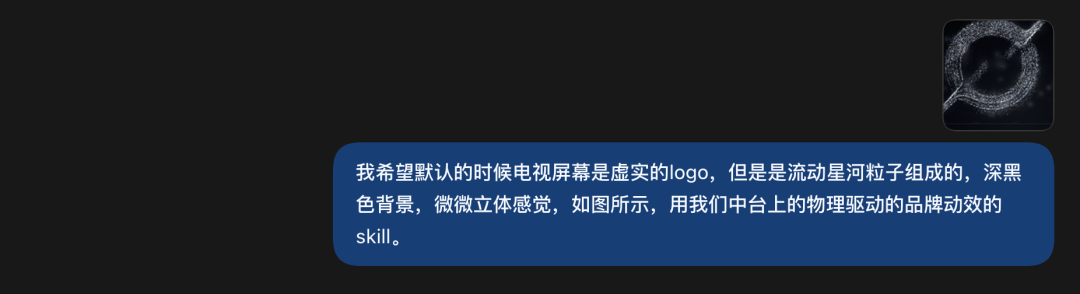 我希望默认的时候电视屏幕是虚实的logo，但是是流动星河粒子组成的，深黑
色背景，微微立体感觉，如图所示，用我们中台上的物理驱动的品牌动效的
skill。